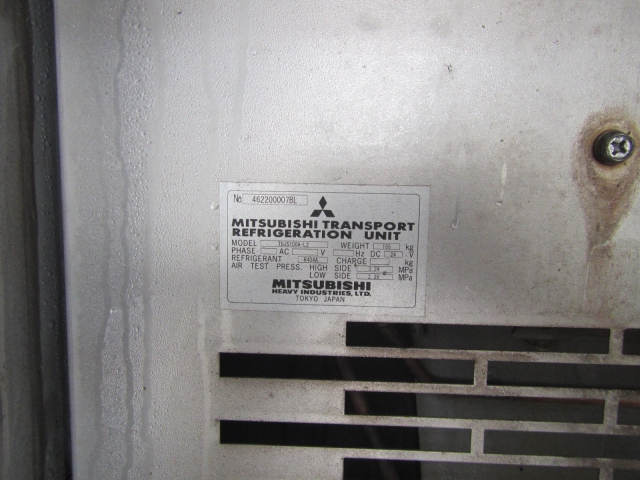 No. 462200007BL
MITSUBISHI TRANSPORT
REFRIGERATION UNIT
MODEL WEIGHT kg
PHASE AC V Hz DC 24 V
REFRIGERANT R404A CHARGE kg
AIR TEST PRESS. HIGH SIDE MPa
LOW SIDE MPa
MITSUBISHI
HEAVY INDUSTRIES, LTD.
TOKYO JAPAN